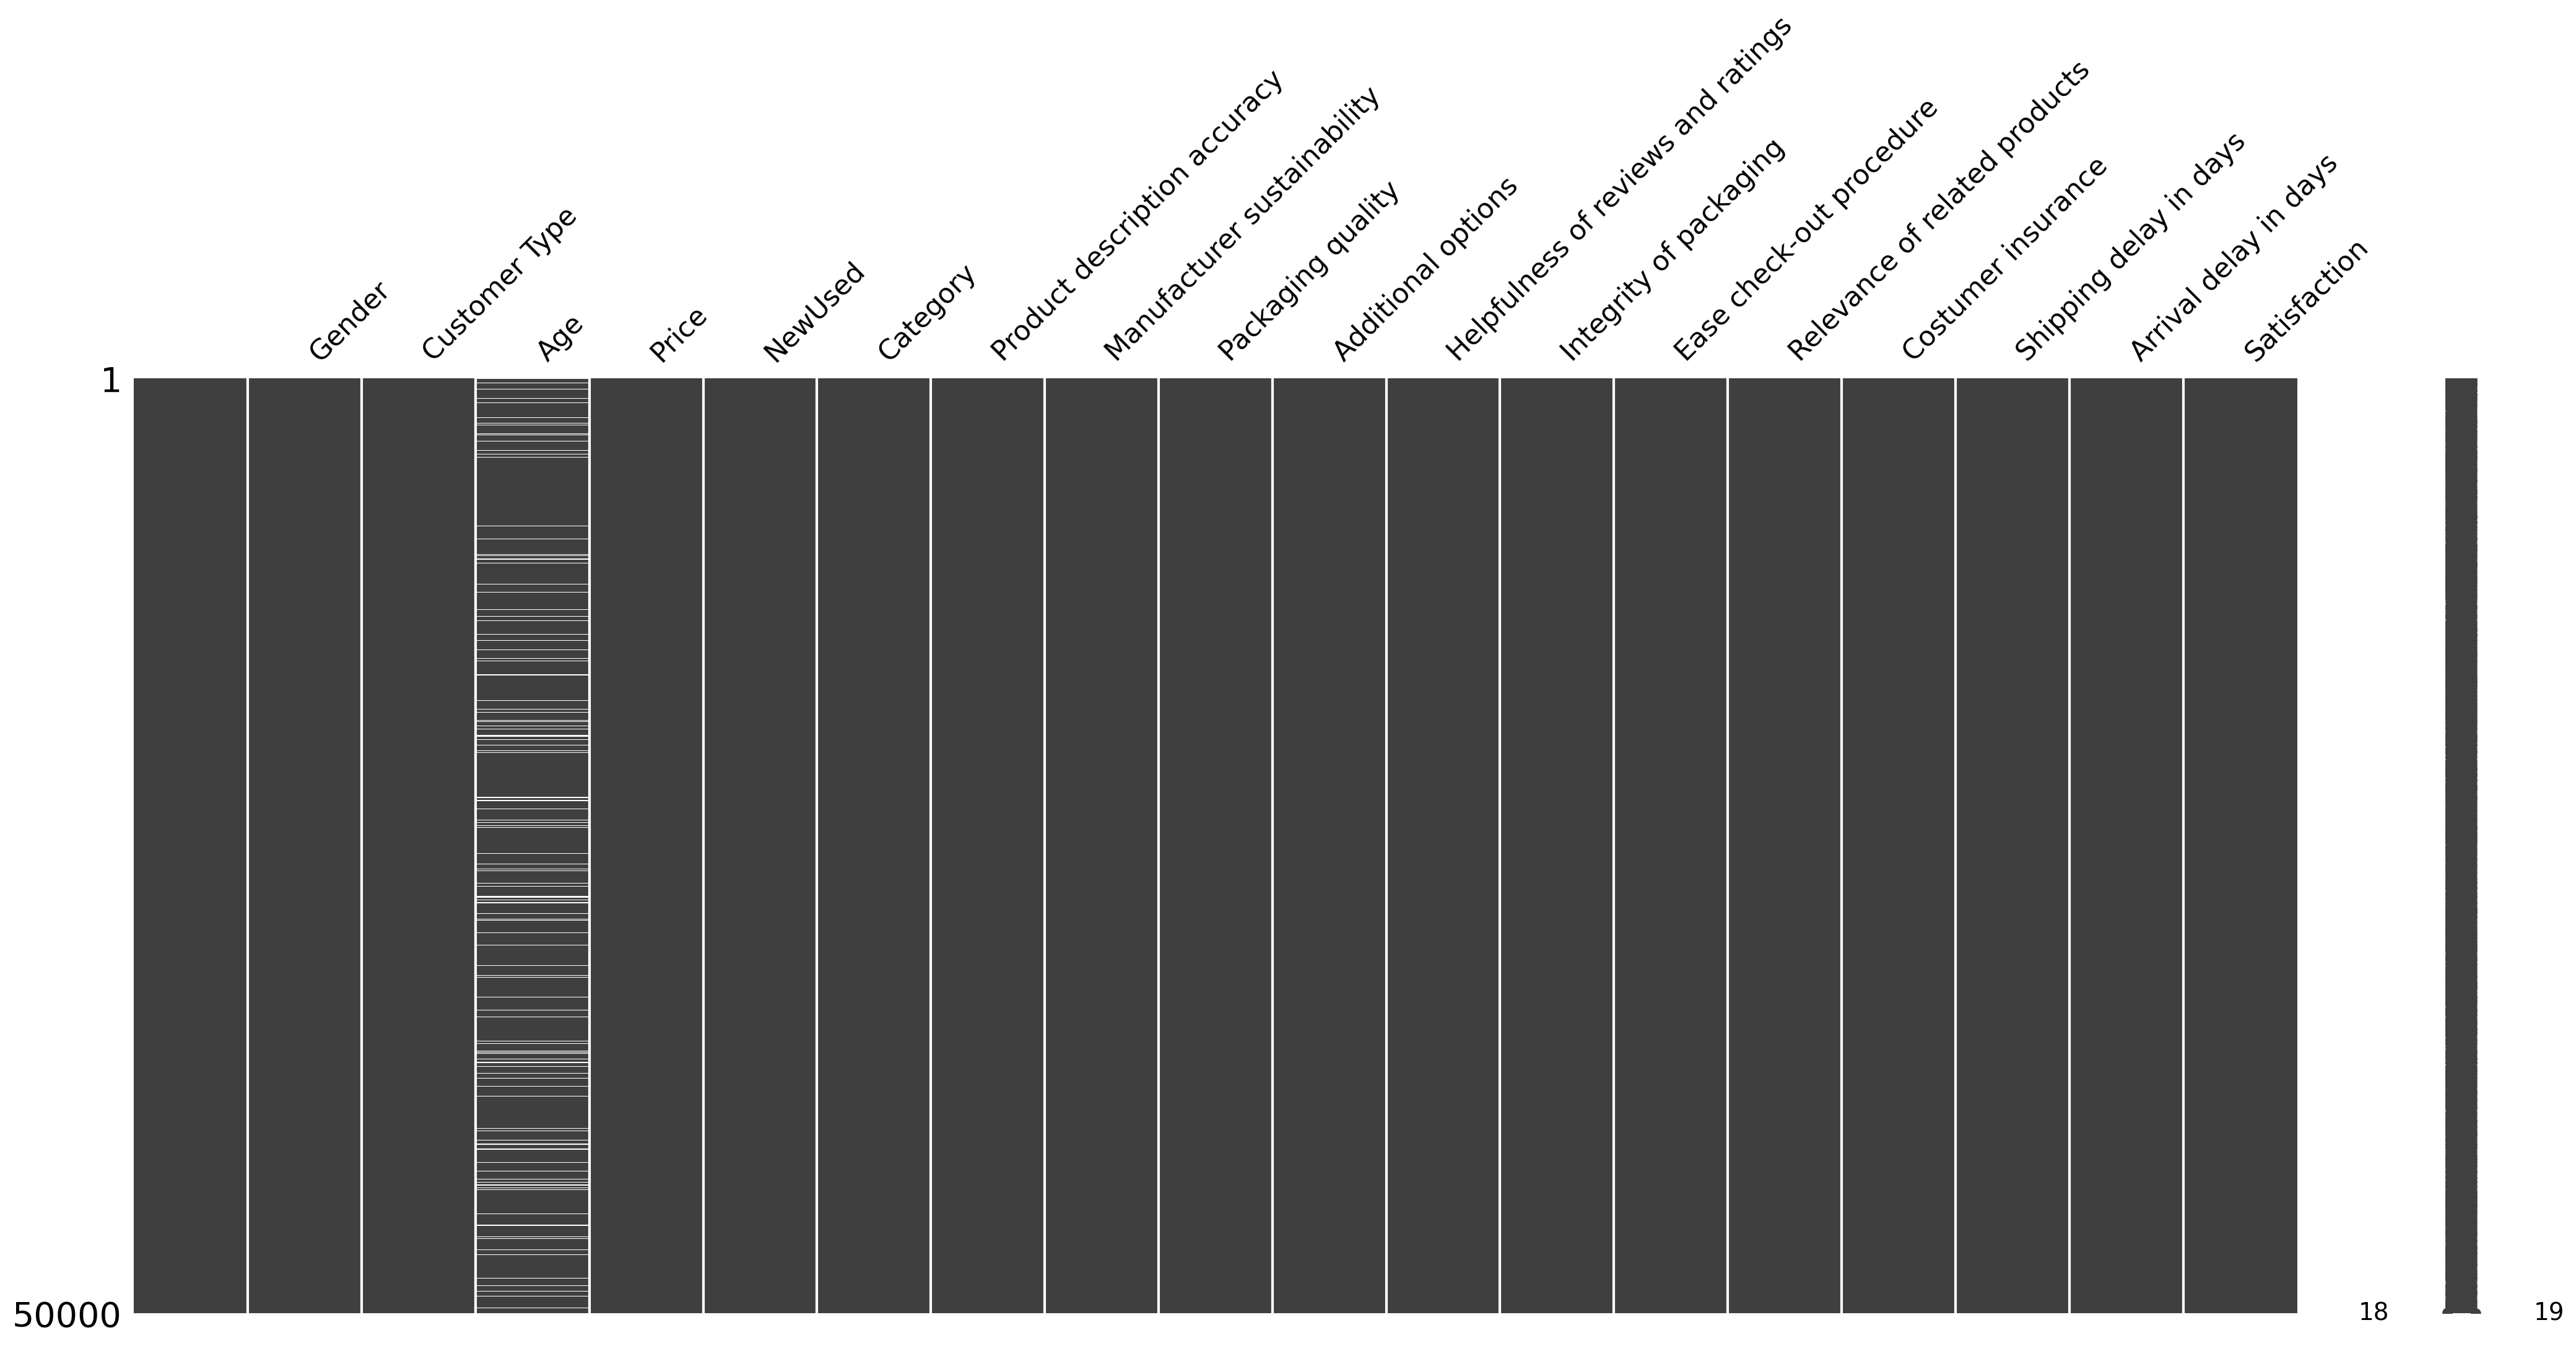 Gender
Customer Type
Age
Price
NewUsed
Category
Product description accuracy
Manufacturer sustainability
Packaging quality
Additional options
Helpfulness of reviews and ratings
Integrity of packaging
Ease check-out procedure
Relevance of related products
Costumer insurance
Shipping delay in days
Arrival delay in days
Satisfaction
1
50000
18
19